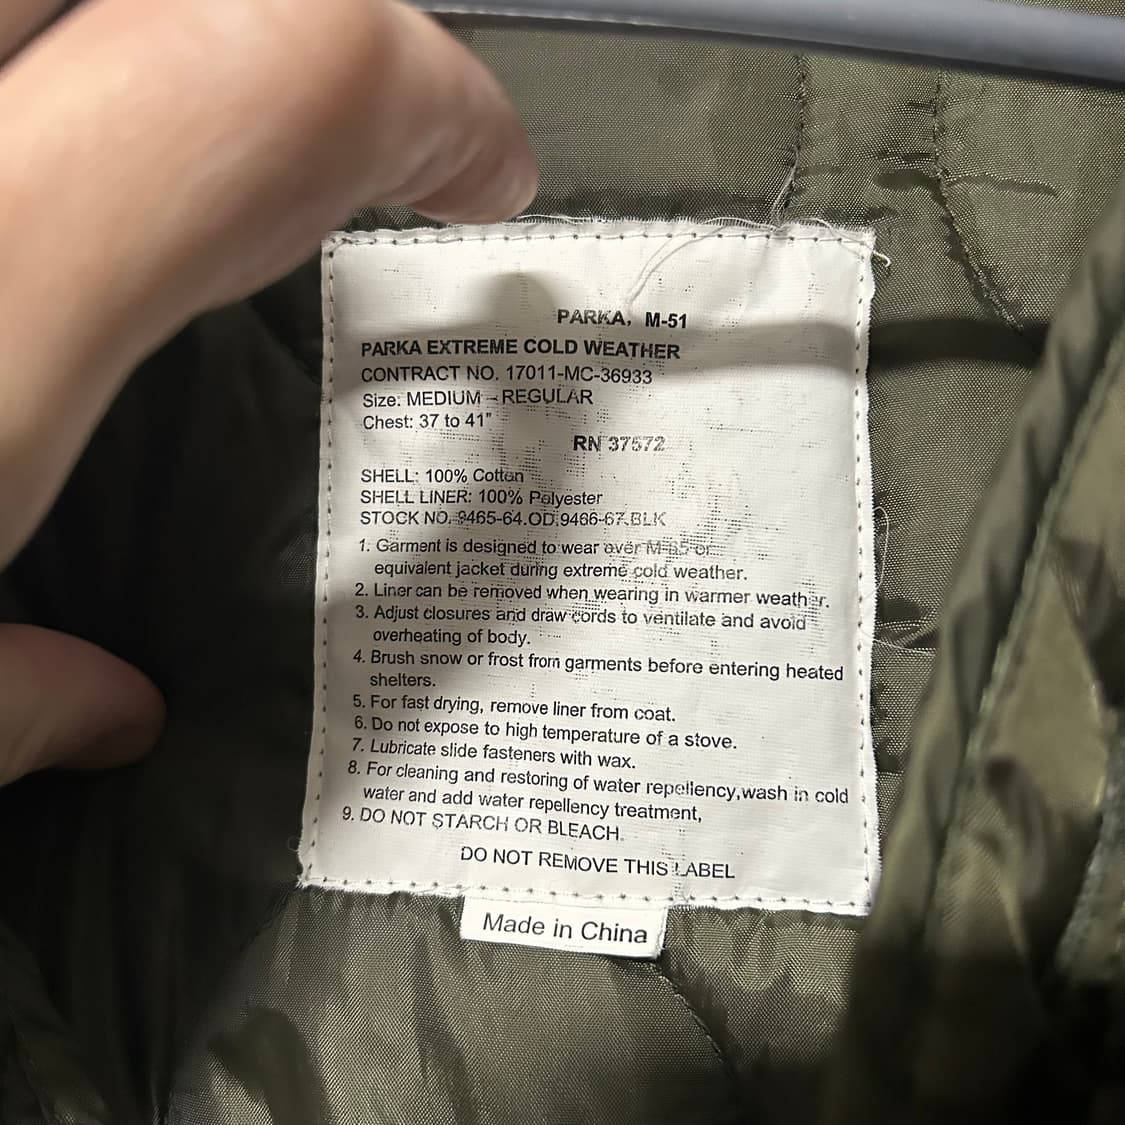 PARKA, M-51
PARKA EXTREME COLD WEATHER
CONTRACT NO. 17011-MC-36933
Size: MEDIUM - REGULAR
Chest: 37 to 41"
RN 37572
SHELL: 100% Cotton
SHELL LINER: 100% Polyester
STOCK NO. 9465-64.OD.9466-67.BLK
1. Garment is designed to wear over M-65 or
equivalent jacket during extreme cold weather.
2. Liner can be removed when wearing in warmer weather.
3. Adjust closures and draw cords to ventilate and avoid
overheating of body.
4. Brush snow or frost from garments before entering heated
shelters.
5. For fast drying, remove liner from coat.
6. Do not expose to high temperature of a stove.
7. Lubricate slide fasteners with wax.
8. For cleaning and restoring of water repellency,wash in cold
water and add water repellency treatment,
9. DO NOT STARCH OR BLEACH.
DO NOT REMOVE THIS LABEL
Made in China